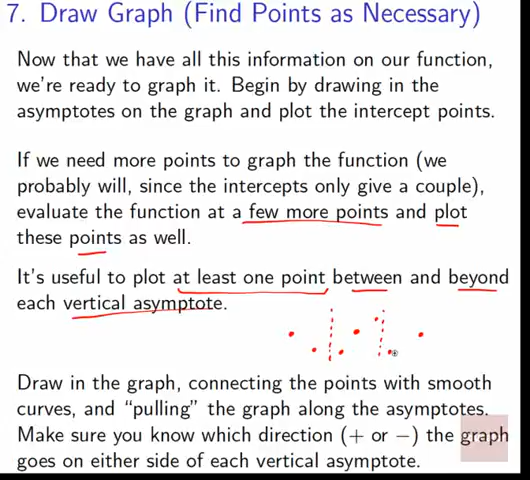 7. Draw Graph (Find Points as Necessary)
Now that we have all this information on our function,
we're ready to graph it. Begin by drawing in the
asymptotes on the graph and plot the intercept points.
If we need more points to graph the function (we
probably will, since the intercepts only give a couple),
evaluate the function at a few more points and plot
these points as well.
It's useful to plot at least one point between and beyond
each vertical asymptote.
Draw in the graph, connecting the points with smooth
curves, and “pulling” the graph along the asymptotes.
Make sure you know which direction (+ or −) the graph
goes on either side of each vertical asymptote.